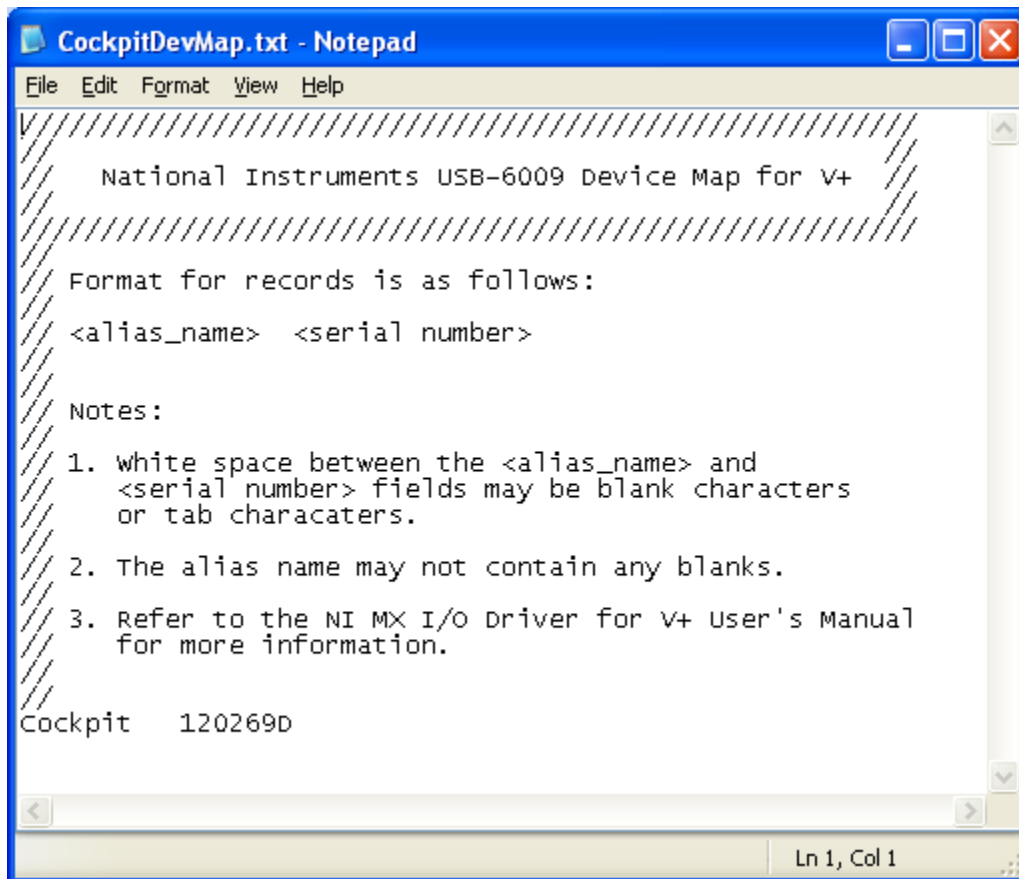 CockpitDevMap.txt - Notepad
File Edit Format View Help
/////////////////////////////////////////////////////////
// //
// National Instruments USB-6009 Device Map for V+ //
// //
/////////////////////////////////////////////////////////
//
// Format for records is as follows:
//
// <alias_name> <serial number>
//
//
// Notes:
//
// 1. White space between the <alias_name> and
// <serial number> fields may be blank characters
// or tab characaters.
//
// 2. The alias name may not contain any blanks.
//
// 3. Refer to the NI MX I/O Driver for V+ User's Manual
// for more information.
//
//
Cockpit 120269D
Ln 1, Col 1